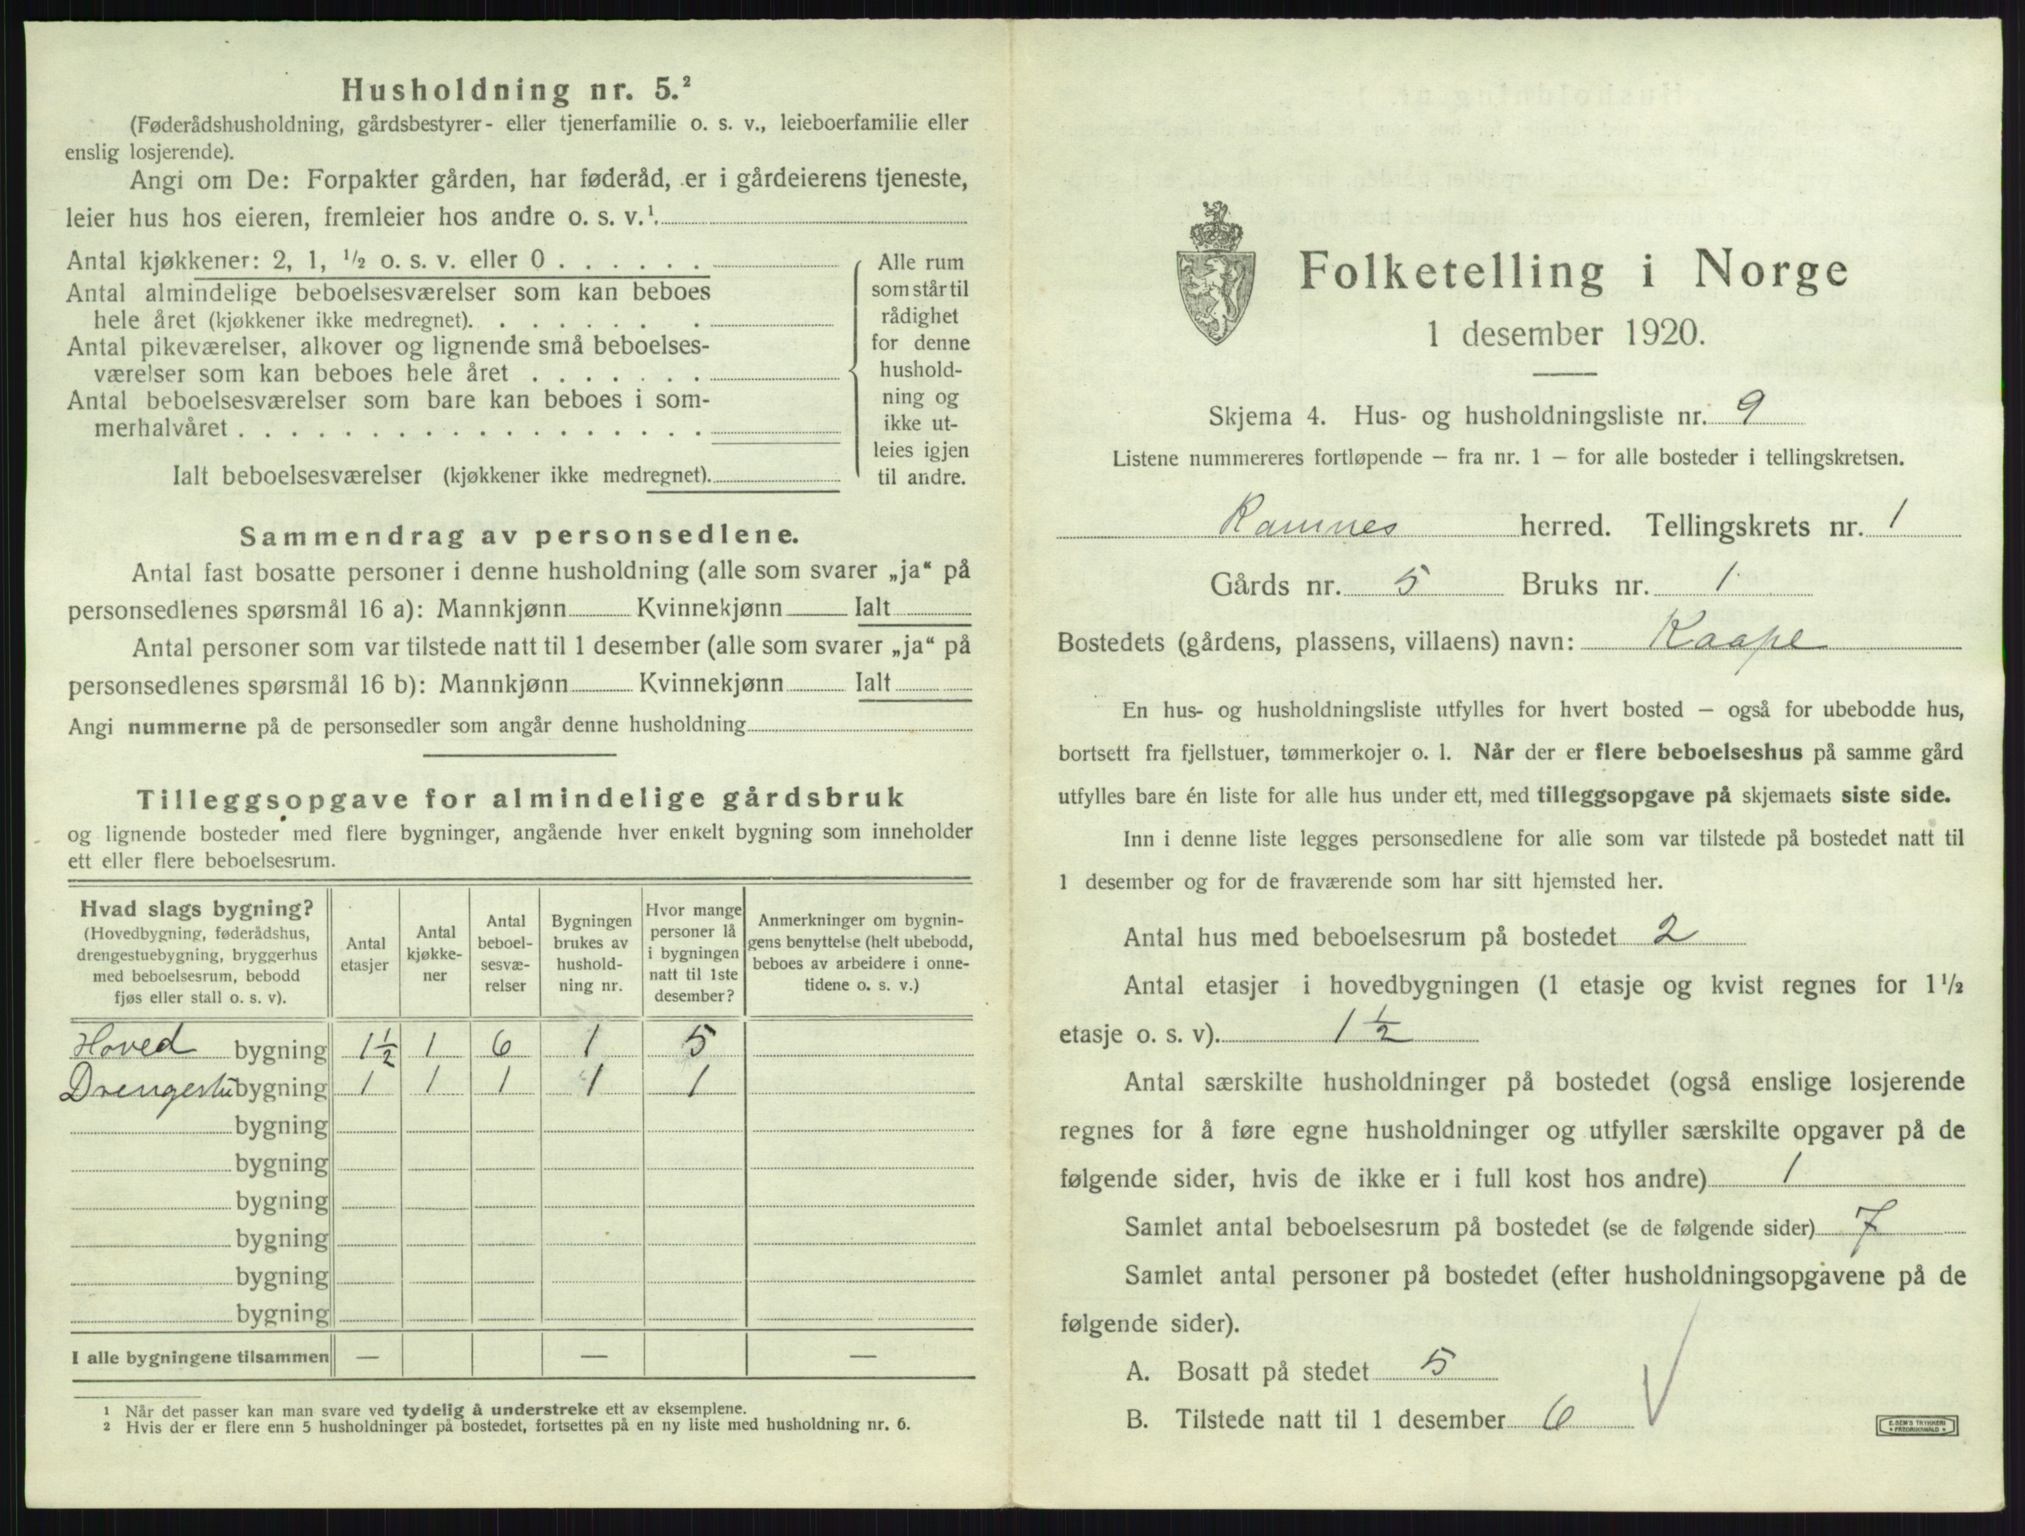 Husholdning nr. 5.²
(Føderådshusholdning, gårdsbestyrer- eller tjenerfamilie o. s. v., leieboerfamilie eller
enslig losjerende).
Angi om De: Forpakter gården, har føderåd, er i gårdeierens tjeneste,
leier hus hos eieren, fremleier hos andre o. s. v.¹.
Antal kjøkkener: 2, 1, ½ o. s. v. eller 0 . . . . . .
Antal almindelige beboelsesværelser som kan beboes
hele året (kjøkkener ikke medregnet). . . . . . . . .
Antal pikeværelser, alkover og lignende små beboelses-
værelser som kan beboes hele året . . . . . . .
Antal beboelsesværelser som bare kan beboes i som-
merhalvåret . . . . . . . . . . . . . . . . . .
Ialt beboelsesværelser (kjøkkener ikke medregnet).
Alle rum
som står til
rådighet
for denne
hushold-
ning og
ikke ut-
leies igjen
til andre.
Sammendrag av personsedlene.
Antal fast bosatte personer i denne husholdning (alle som svarer „ja“ på
personsedlenes spørsmål 16 a): Mannkjønn Kvinnekjønn Ialt
Antal personer som var tilstede natt til 1 desember (alle som svarer „ja“ på
personsedlenes spørsmål 16 b): Mannkjønn Kvinnekjønn Ialt
Angi nummerne på de personsedler som angår denne husholdning
Tilleggsopgave for almindelige gårdsbruk
og lignende bosteder med flere bygninger, angående hver enkelt bygning som inneholder
ett eller flere beboelsesrum.
Hvad slags bygning?
(Hovedbygning, føderådshus,
drengestuebygning, bryggerhus
med beboelsesrum, bebodd
fjøs eller stall o. s. v).
Antal
etasjer
Antal
kjøkke-
ner
Antal
beboel-
sesvæ-
relser
Bygningen
brukes av
hushold-
ning nr.
Hvor mange
personer lå
i bygningen
natt til 1ste
desember?
Anmerkninger om bygnin-
gens benyttelse (helt ubebodd,
beboes av arbeidere i onne-
tidene o. s. v.)
Hoved bygning 1½ 1 6 1 5
Drengestu bygning 1 1 1 1 1
bygning
bygning
bygning
bygning
bygning
bygning
I alle bygningene tilsammen — — —
¹ Når det passer kan man svare ved tydelig å understreke ett av eksemplene.
² Hvis der er flere enn 5 husholdninger på bostedet, fortsettes på en ny liste med husholdning nr. 6.
Folketelling i Norge
1 desember 1920.
Skjema 4. Hus- og husholdningsliste nr. 9
Listene nummereres fortløpende — fra nr. 1 — for alle bosteder i tellingskretsen.
Ramnes herred. Tellingskrets nr. 1
Gårds nr. 5 Bruks nr. 1
Bostedets (gårdens, plassens, villaens) navn: Kaape
En hus- og husholdningsliste utfylles for hvert bosted — også for ubebodde hus,
bortsett fra fjellstuer, tømmerkojer o. l. Når der er flere beboelseshus på samme gård
utfylles bare én liste for alle hus under ett, med tilleggsopgave på skjemaets siste side.
Inn i denne liste legges personsedlene for alle som var tilstede på bostedet natt til
1 desember og for de fraværende som har sitt hjemsted her.
Antal hus med beboelsesrum på bostedet 2
Antal etasjer i hovedbygningen (1 etasje og kvist regnes for 1½
etasje o. s. v). 1½
Antal særskilte husholdninger på bostedet (også enslige losjerende
regnes for å føre egne husholdninger og utfyller særskilte opgaver på de
følgende sider, hvis de ikke er i full kost hos andre) 1
Samlet antal beboelsesrum på bostedet (se de følgende sider) 7
Samlet antal personer på bostedet (efter husholdningsopgavene på de
følgende sider).
A. Bosatt på stedet 5
B. Tilstede natt til 1 desember 6